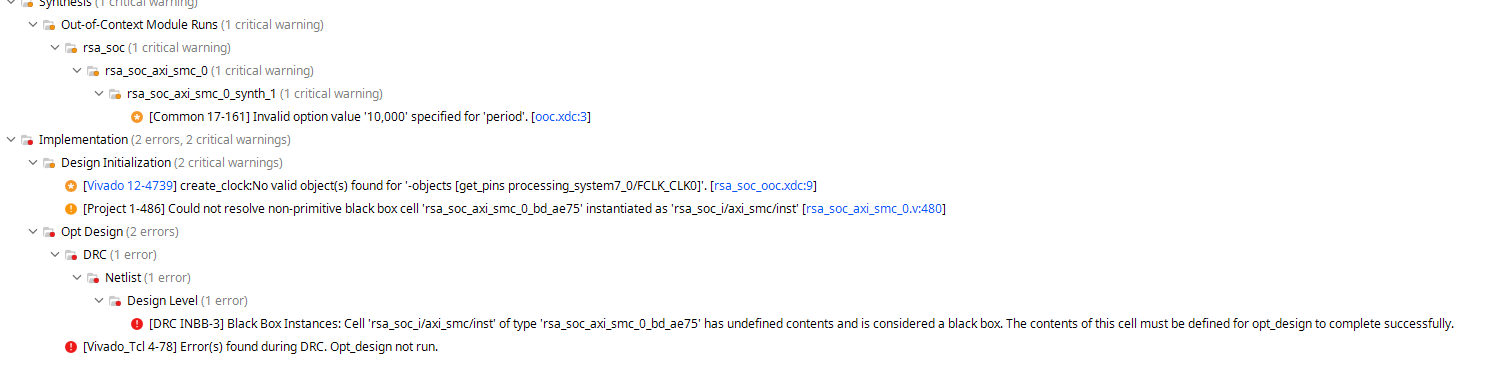 Synthesis (1 critical warning)
Out-of-Context Module Runs (1 critical warning)
rsa_soc (1 critical warning)
rsa_soc_axi_smc_0 (1 critical warning)
rsa_soc_axi_smc_0_synth_1 (1 critical warning)
[Common 17-161] Invalid option value '10,000' specified for 'period'. [ooc.xdc:3]
Implementation (2 errors, 2 critical warnings)
Design Initialization (2 critical warnings)
[Vivado 12-4739] create_clock:No valid object(s) found for '-objects [get_pins processing_system7_0/FCLK_CLK0]'. [rsa_soc_ooc.xdc:9]
[Project 1-486] Could not resolve non-primitive black box cell 'rsa_soc_axi_smc_0_bd_ae75' instantiated as 'rsa_soc_i/axi_smc/inst' [rsa_soc_axi_smc_0.v:480]
Opt Design (2 errors)
DRC (1 error)
Netlist (1 error)
Design Level (1 error)
[DRC INBB-3] Black Box Instances: Cell 'rsa_soc_i/axi_smc/inst' of type 'rsa_soc_axi_smc_0_bd_ae75' has undefined contents and is considered a black box. The contents of this cell must be defined for opt_design to complete successfully.
[Vivado_Tcl 4-78] Error(s) found during DRC. Opt_design not run.